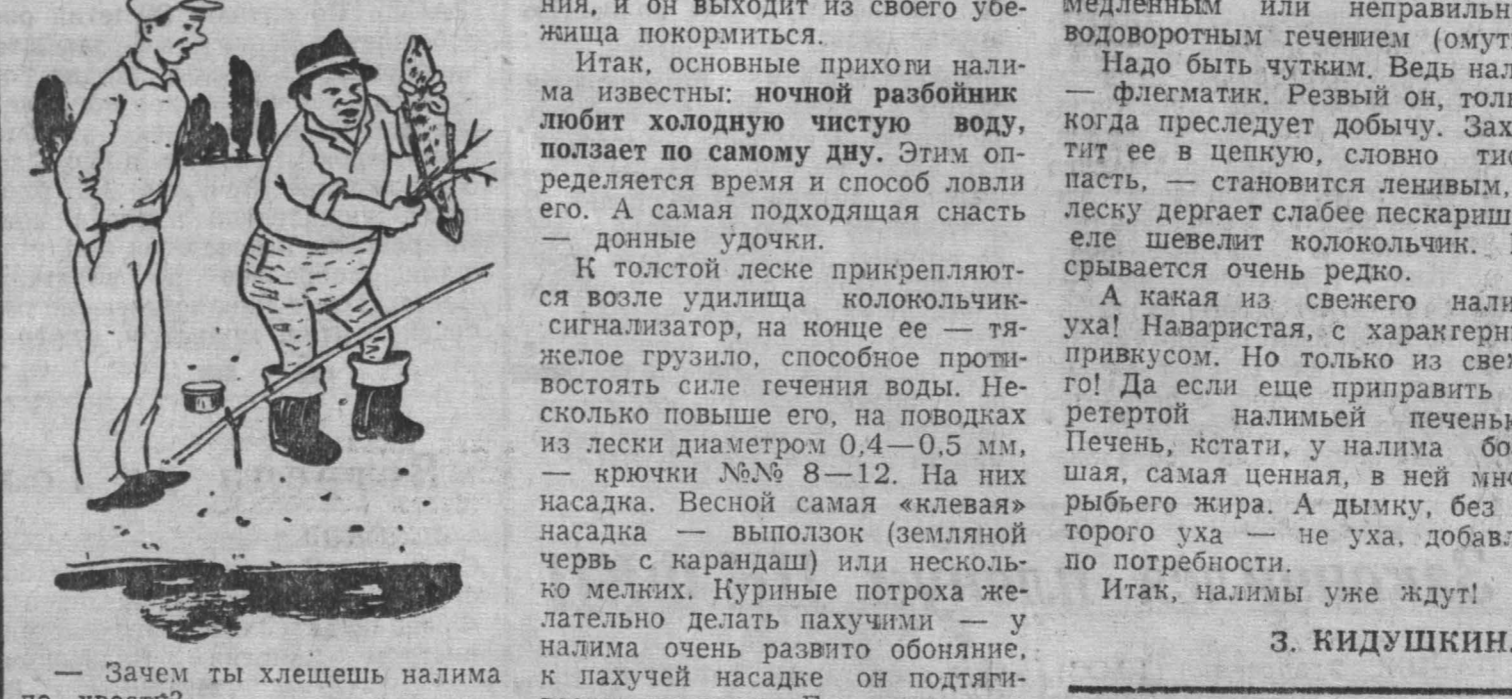 — Зачем ты хлещешь налима
ния, и он выходит из своего убе-
жища покормиться.
Итак, основные прихоти нали-
ма известны: ночной разбойник
любит холодную чистую воду,
ползает по самому дну. Этим оп-
ределяется время и способ ловли
его. А самая подходящая снасть
— донные удочки.
К толстой леске прикрепляют-
ся возле удилища колокольчик-
сигнализатор, на конце ее — тя-
желое грузило, способное проти-
востоять силе течения воды. Не-
сколько повыше его, на поводках
из лески диаметром 0,4—0,5 мм,
— крючки №№ 8—12. На них
насадка. Весной самая «клевая»
насадка — выползок (земляной
червь с карандаш) или несколь-
ко мелких. Куриные потроха же-
лательно делать пахучими — у
налима очень развито обоняние,
к пахучей насадке он подтяги-
медленным или неправильн
водоворотным течением (омут
Надо быть чутким. Ведь нал
— флегматик. Резвый он, толь
когда преследует добычу. Зах
тит ее в цепкую, словно тис
пасть, — становится ленивым,
леску дергает слабее пескариш
еле шевелит колокольчик.
срывается очень редко.
А какая из свежего нали
уха! Наваристая, с характерн
привкусом. Но только из свеж
го! Да если еще приправить
ретертой налимьей печень
Печень, кстати, у налима бо
шая, самая ценная, в ней мно
рыбьего жира. А дымку, без
торого уха — не уха, добавл
по потребности.
Итак, налимы уже ждут!
З. КИДУШКИН.